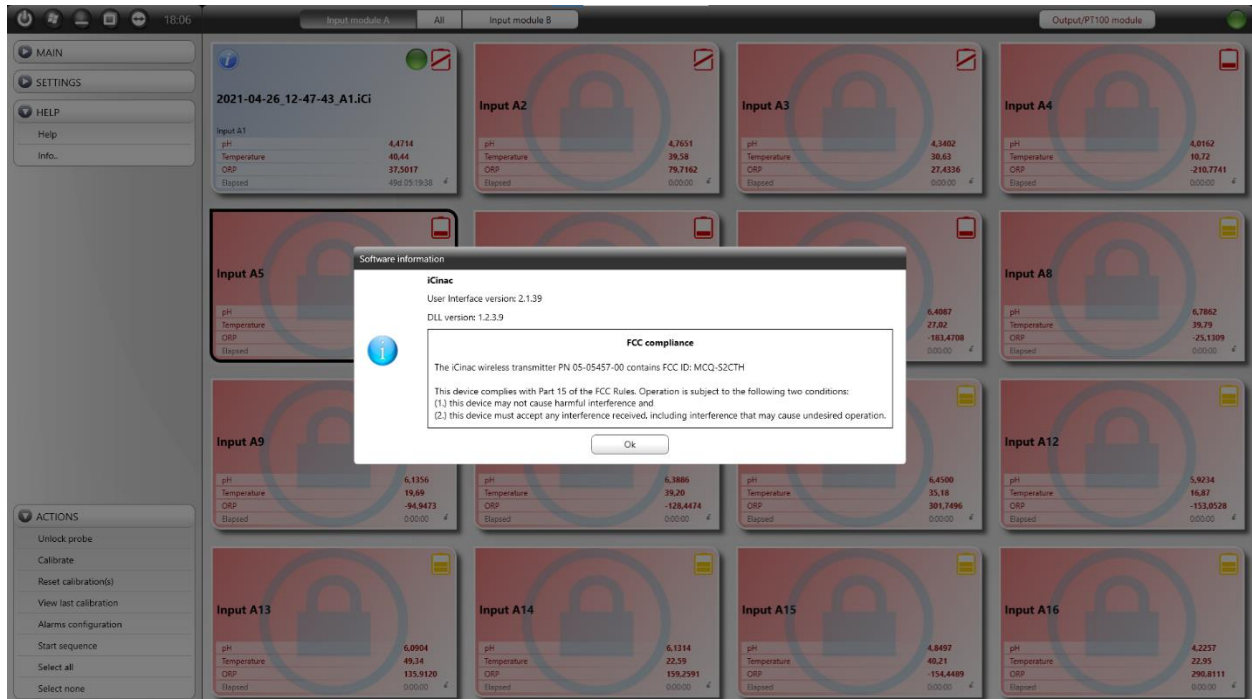 18:06
Input module A
All
Input module B
Output/PT100 module
MAIN
SETTINGS
HELP
Help
Info..
ACTIONS
Unlock probe
Calibrate
Reset calibration(s)
View last calibration
Alarms configuration
Start sequence
Select all
Select none
2021-04-26_12-47-43_A1.iCi
Input A1
pH 4,4714
Temperature 40,44
ORP 37,5017
Elapsed 49d 05:19:38
Input A2
pH 4,7651
Temperature 39,58
ORP 79,7162
Elapsed 0:00:00
Input A3
pH 4,3402
Temperature 30,63
ORP 27,4336
Elapsed 0:00:00
Input A4
pH 4,0162
Temperature 10,72
ORP -210,7741
Elapsed 0:00:00
Input A5
pH
Temperature
ORP
Elapsed
6,4087
27,02
-183,4708
0:00:00
Input A8
pH 6,7862
Temperature 39,79
ORP -25,1309
Elapsed 0:00:00
Software information
iCinac
User Interface version: 2.1.39
DLL version: 1.2.3.9
FCC compliance
The iCinac wireless transmitter PN 05-05457-00 contains FCC ID: MCQ-S2CTH
This device complies with Part 15 of the FCC Rules. Operation is subject to the following two conditions:
(1.) this device may not cause harmful interference and
(2.) this device must accept any interference received, including interference that may cause undesired operation.
Ok
Input A9
pH 6,1356
Temperature 19,69
ORP -94,9473
Elapsed 0:00:00
pH 6,3886
Temperature 39,20
ORP -128,4474
Elapsed 0:00:00
pH 6,4500
Temperature 35,18
ORP 301,7496
Elapsed 0:00:00
Input A12
pH 5,9234
Temperature 16,87
ORP -153,0528
Elapsed 0:00:00
Input A13
pH 6,0904
Temperature 49,34
ORP 135,9120
Elapsed 0:00:00
Input A14
pH 6,1314
Temperature 22,59
ORP 159,2591
Elapsed 0:00:00
Input A15
pH 4,8497
Temperature 40,21
ORP -154,4489
Elapsed 0:00:00
Input A16
pH 4,2257
Temperature 22,95
ORP 290,8111
Elapsed 0:00:00